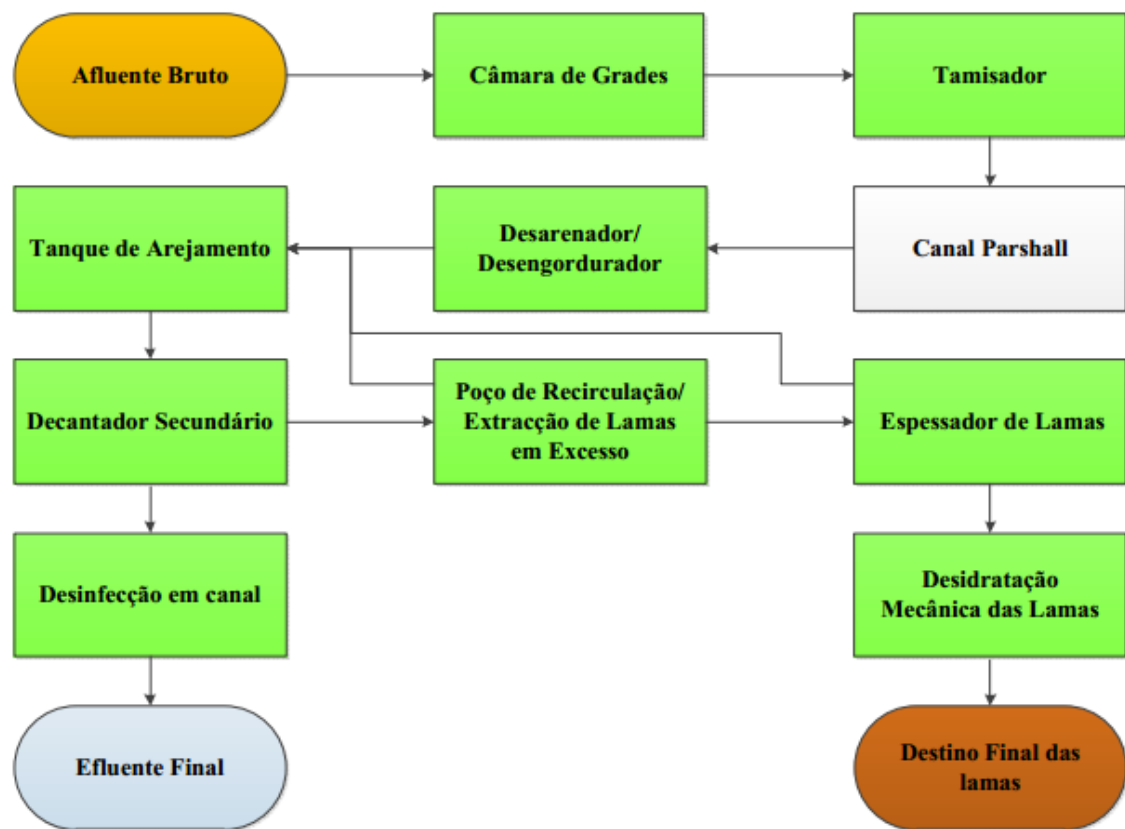 Afluente Bruto
Câmara de Grades
Tamisador
Tanque de Arejamento
Desarenador/
Desengordurador
Canal Parshall
Decantador Secundário
Poço de Recirculação/
Extracção de Lamas
em Excesso
Espessador de Lamas
Desinfecção em canal
Desidratação
Mecânica das Lamas
Efluente Final
Destino Final das
lamas